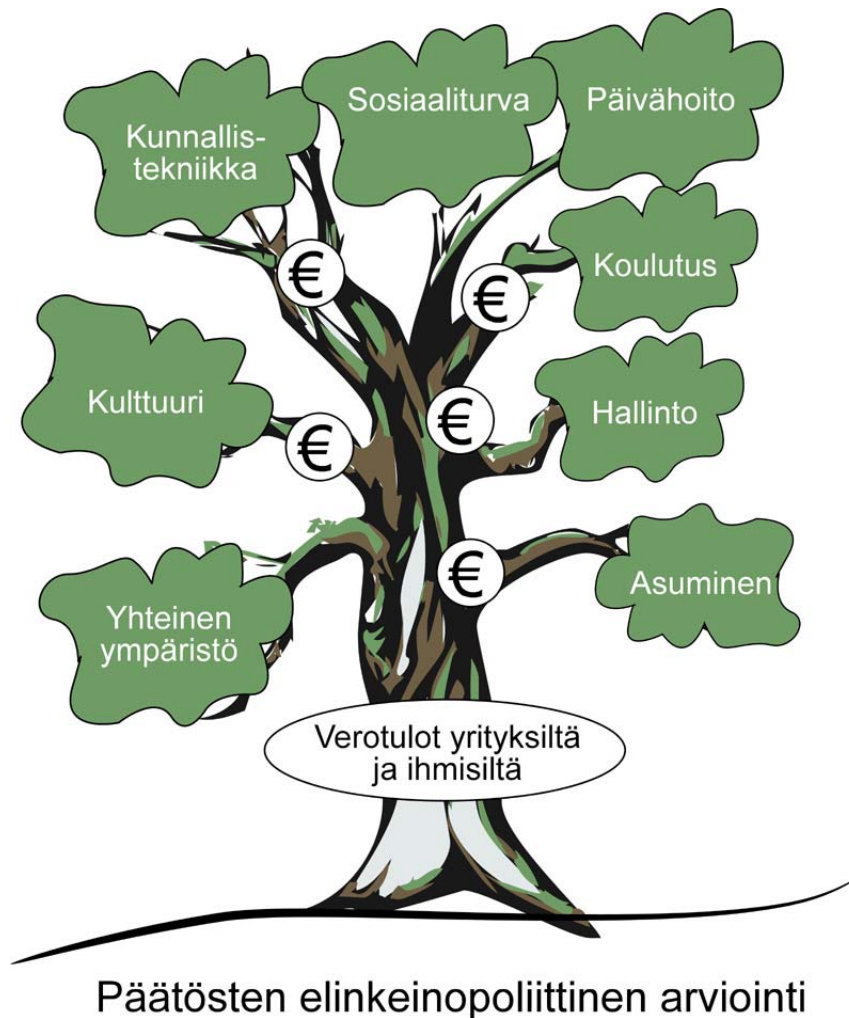 Kunnallis-
tekniikka
Sosiaaliturva
Päivähoito
€
€
Koulutus
Kulttuuri
€
€
Hallinto
€
Asuminen
Yhteinen
ympäristö
Verotulot yrityksiltä
ja ihmisiltä
Päätösten elinkeinopoliittinen arviointi